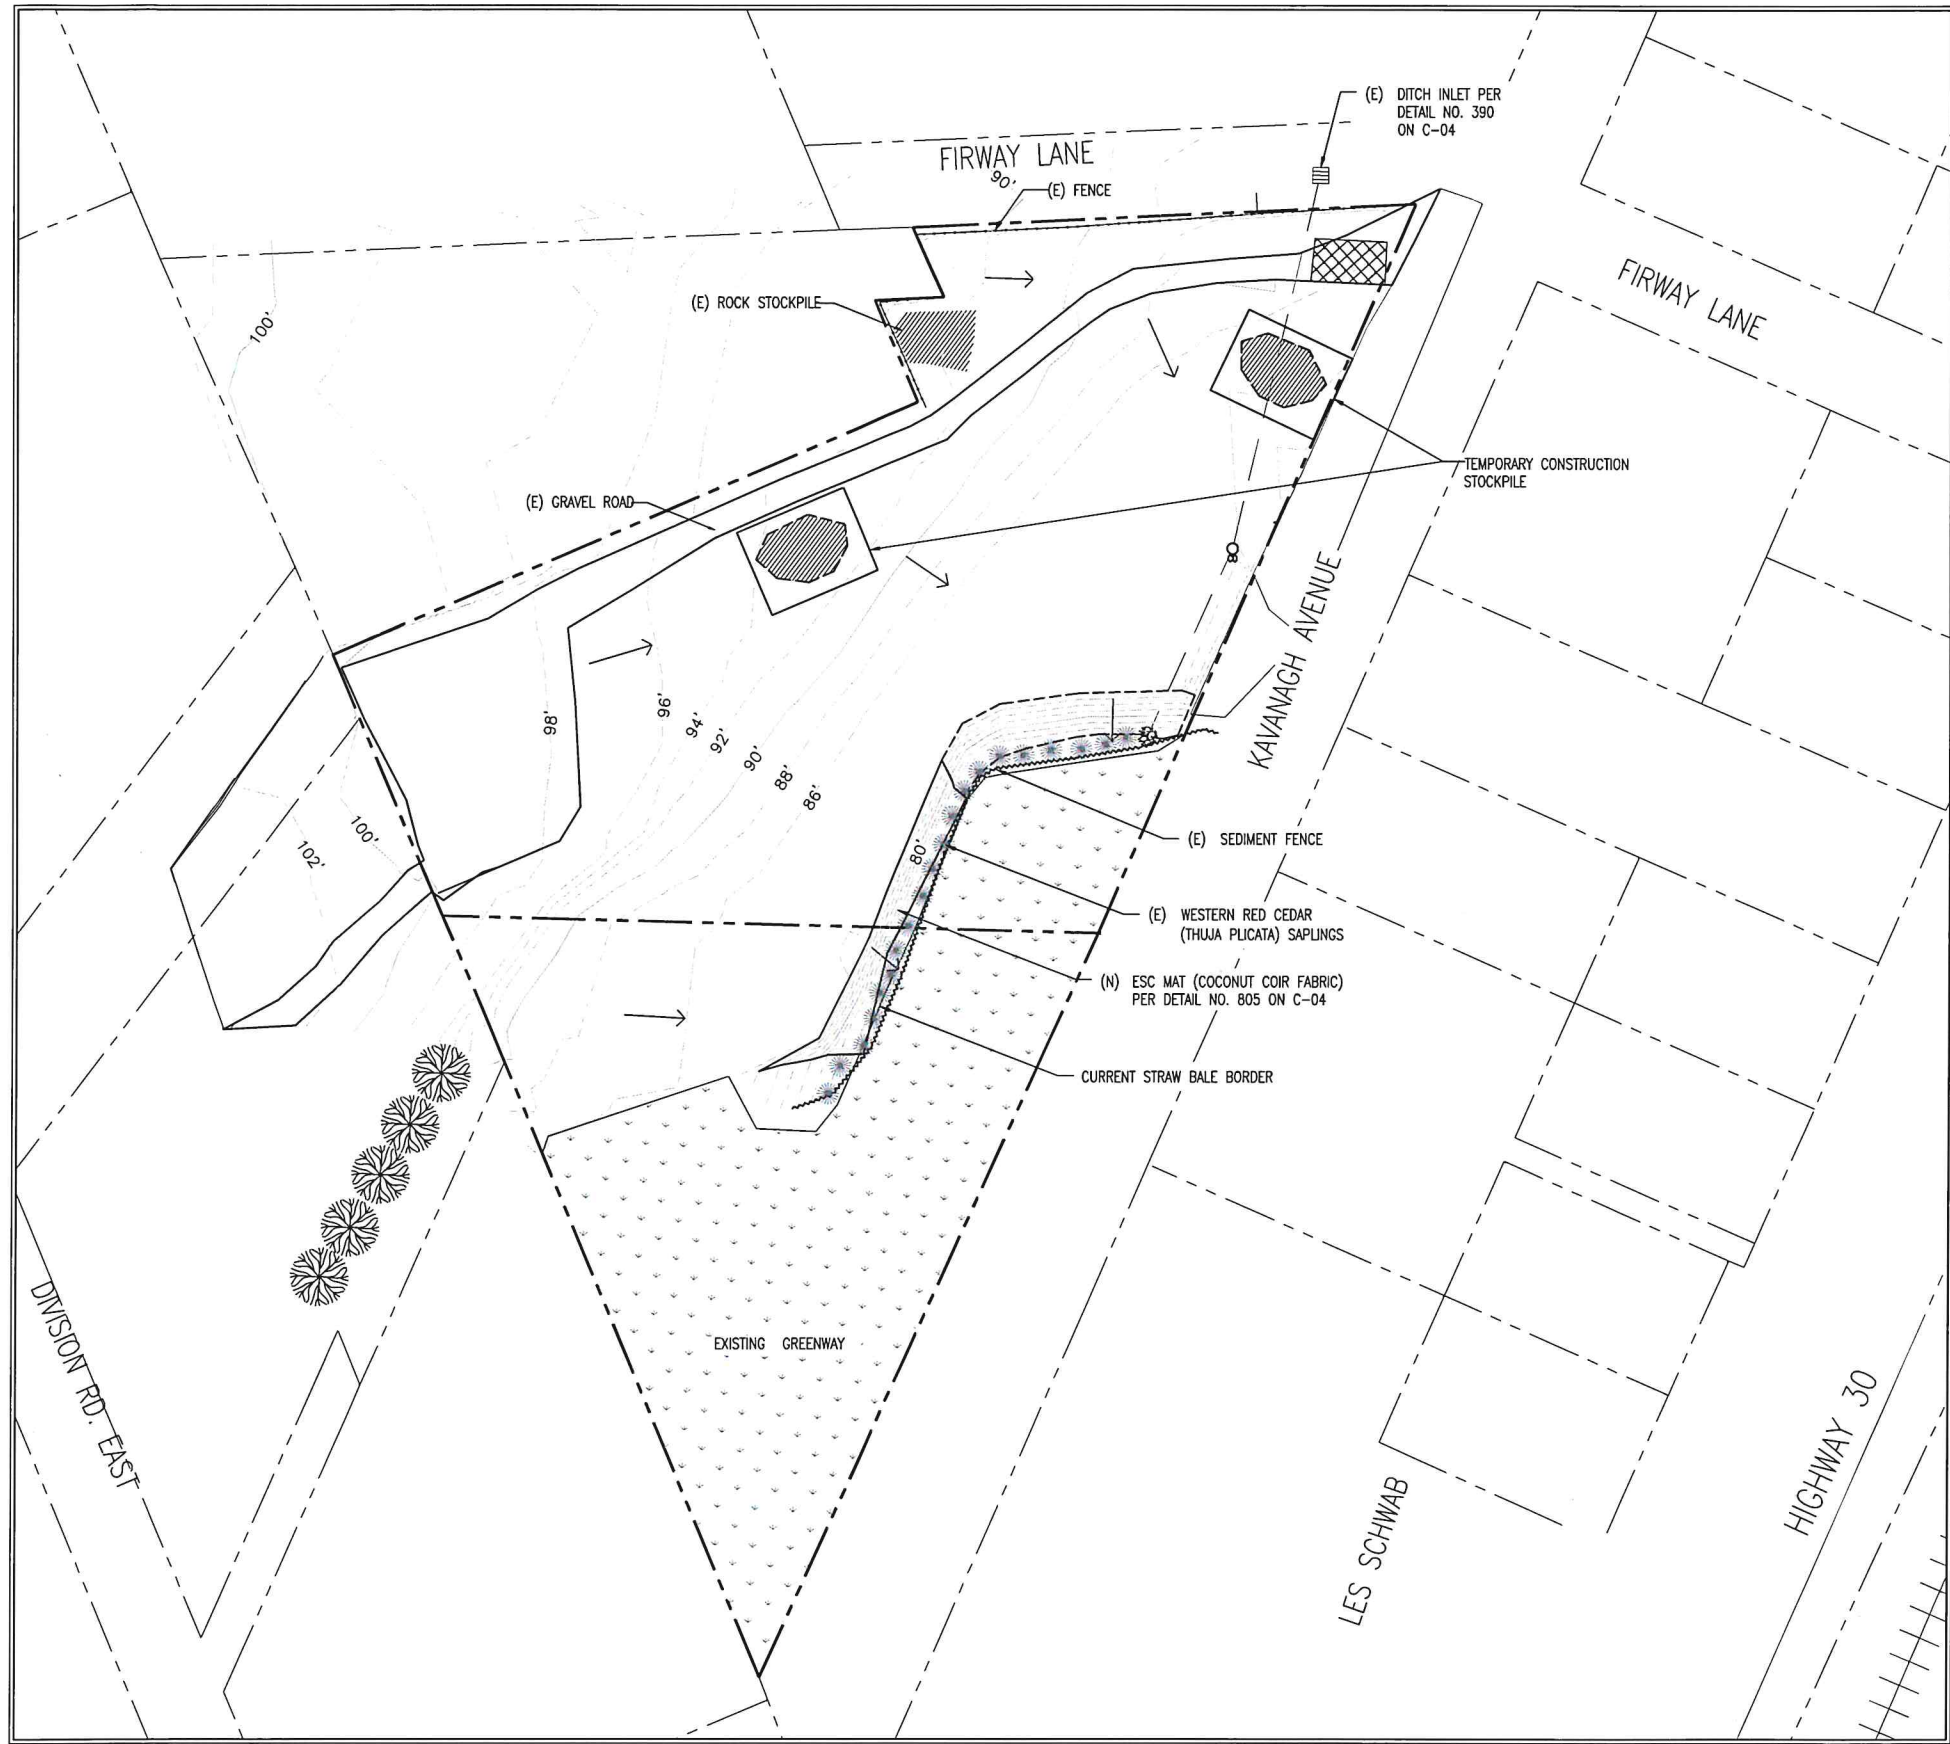 (E) DITCH INLET PER
DETAIL NO. 390
ON C-04
FIRWAY LANE
90'
(E) FENCE
FIRWAY LANE
(E) ROCK STOCKPILE
100'
TEMPORARY CONSTRUCTION
STOCKPILE
(E) GRAVEL ROAD
KAVANAGH AVENUE
98'
96'
94'
92'
90'
88'
86'
80'
100'
102'
(E) SEDIMENT FENCE
(E) WESTERN RED CEDAR
(THUJA PLICATA) SAPLINGS
(N) ESC MAT (COCONUT COIR FABRIC)
PER DETAIL NO. 805 ON C-04
CURRENT STRAW BALE BORDER
EXISTING GREENWAY
DIVISION RD. EAST
LES SCHWAB
HIGHWAY 30